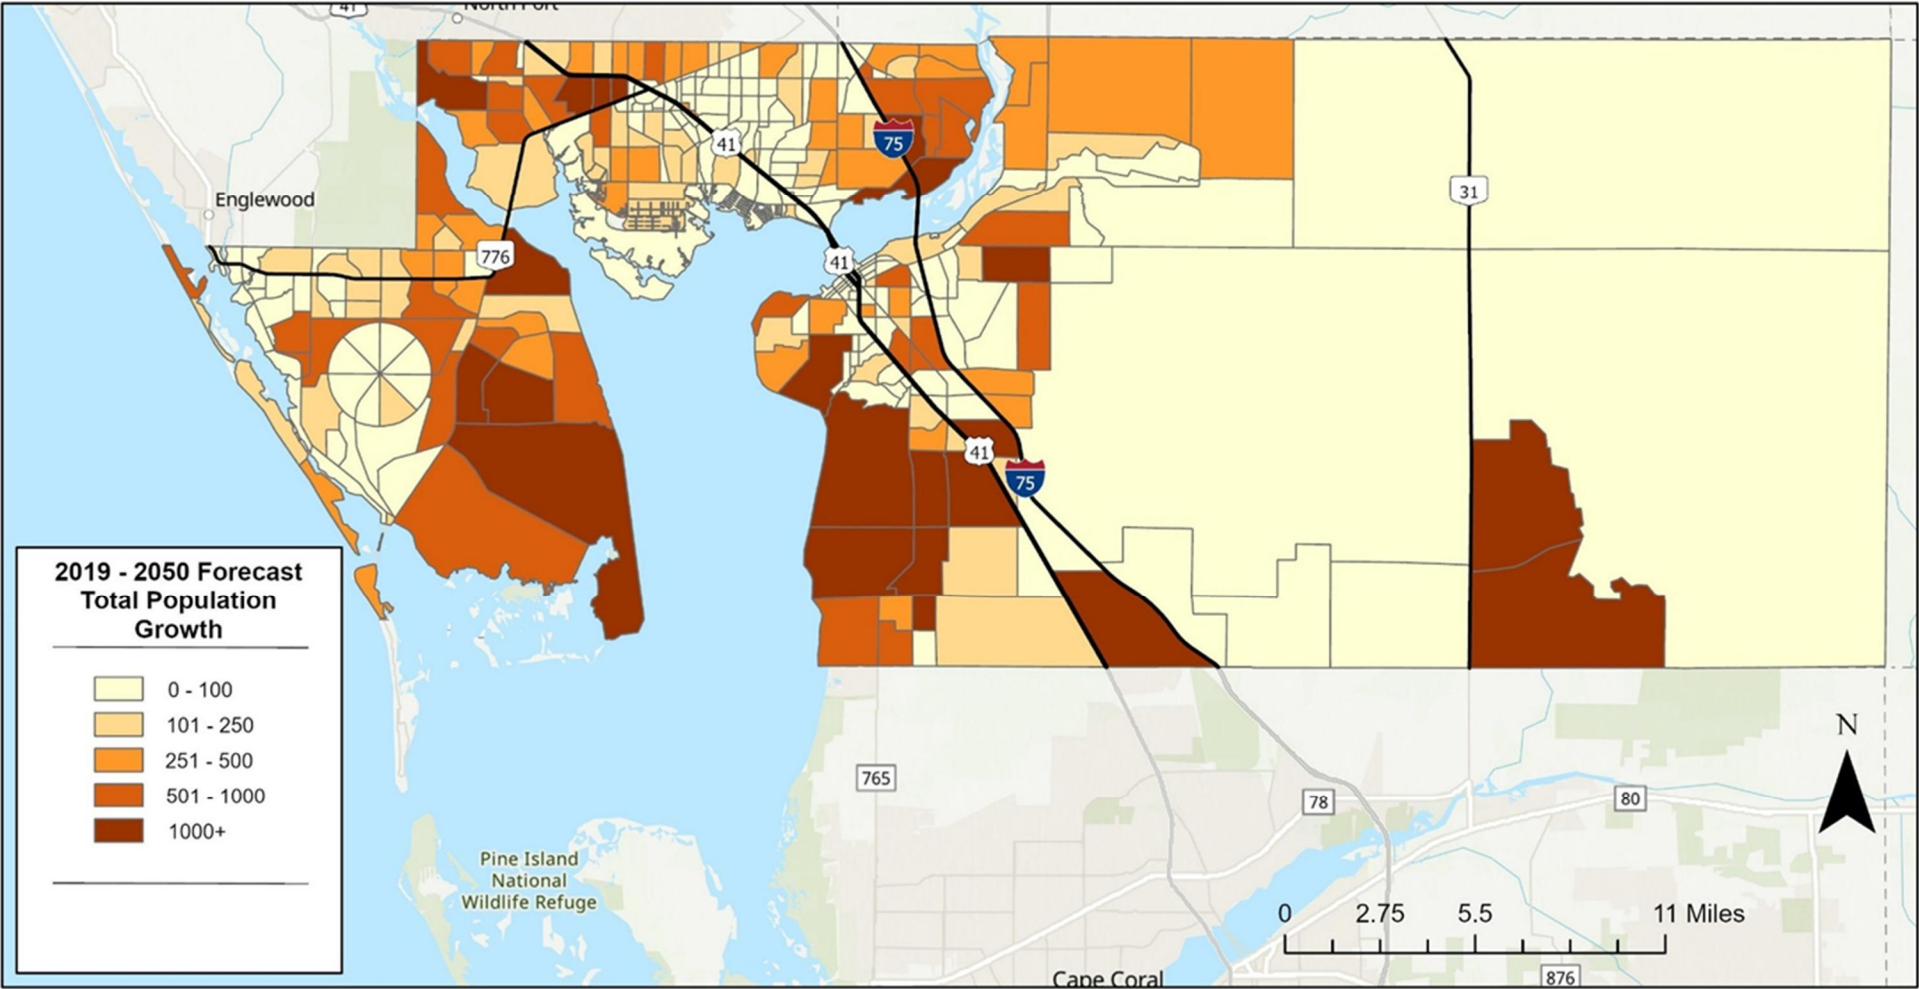 41
North Port
Englewood
41
75
31
776
41
41
75
2019 - 2050 Forecast
Total Population
Growth
0 - 100
101 - 250
251 - 500
501 - 1000
1000+
N
765
78
80
Pine Island
National
Wildlife Refuge
0 2.75 5.5 11 Miles
Cape Coral
876